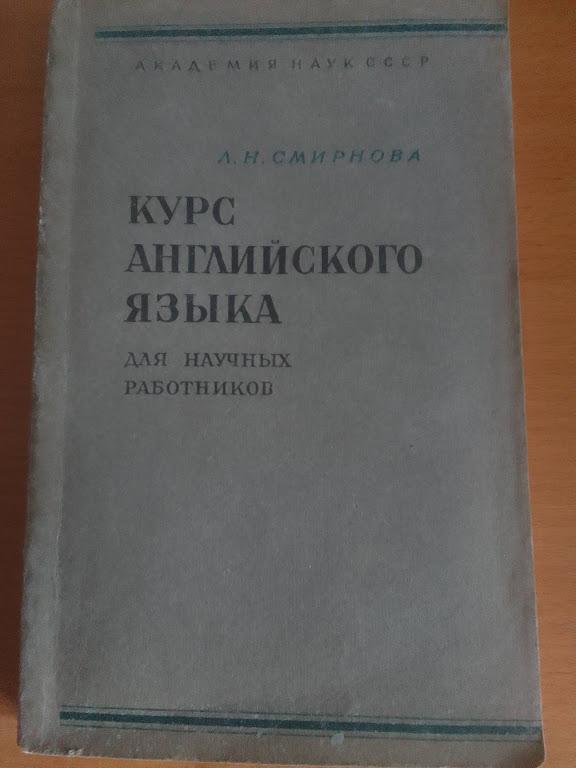 АКАДЕМИЯ НАУК СССР
Л. Н. СМИРНОВА
КУРС
АНГЛИЙСКОГО
ЯЗЫКА
ДЛЯ НАУЧНЫХ
РАБОТНИКОВ